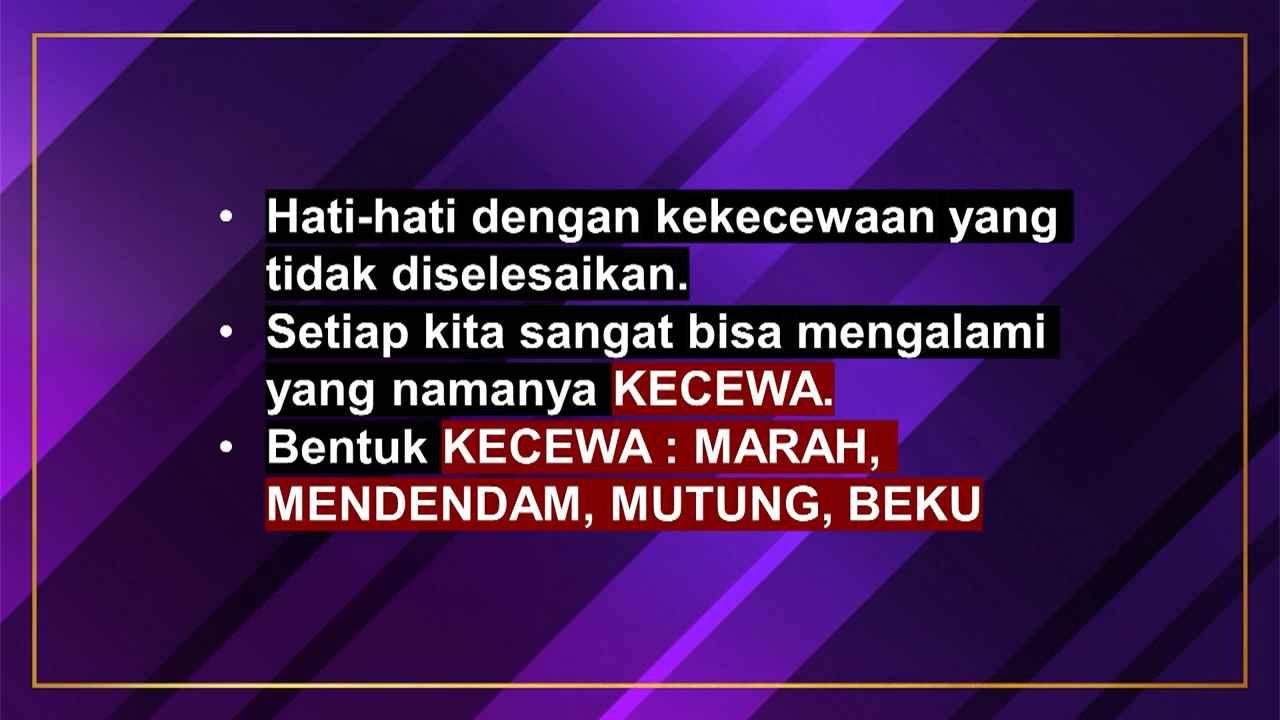 • Hati-hati dengan kekecewaan yang
tidak diselesaikan.
• Setiap kita sangat bisa mengalami
yang namanya KECEWA.
• Bentuk KECEWA : MARAH,
MENDENDAM, MUTUNG, BEKU